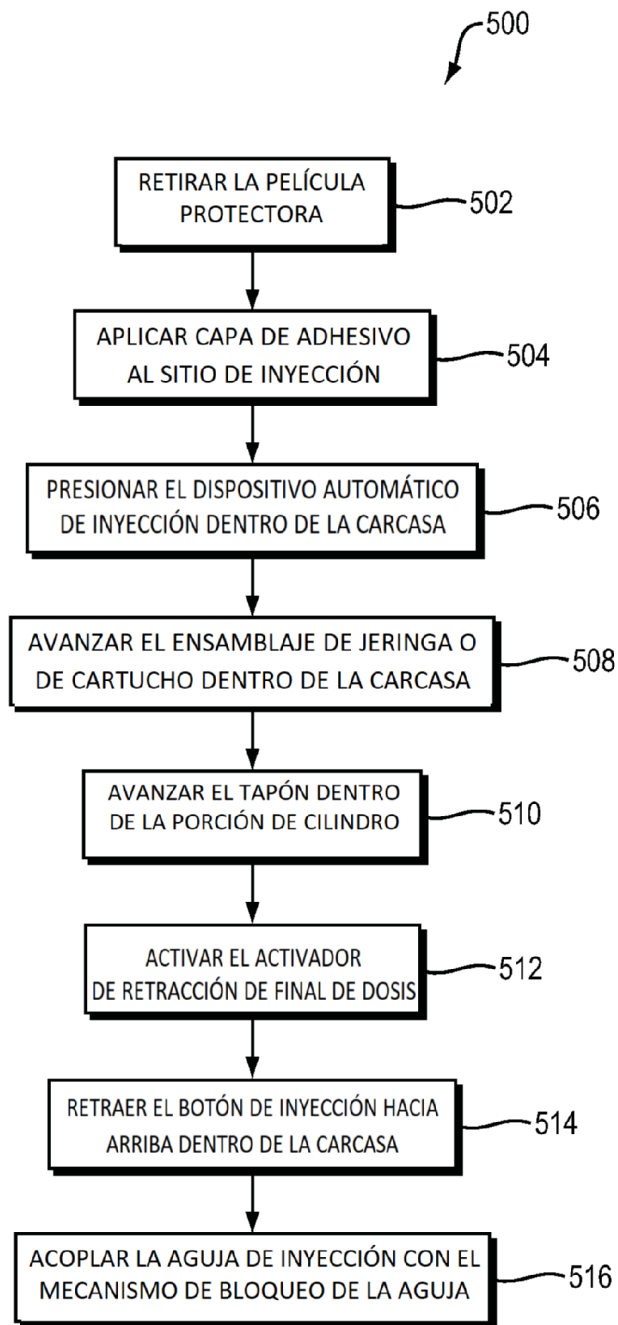 500
RETIRAR LA PELÍCULA
PROTECTORA
502
APLICAR CAPA DE ADHESIVO
AL SITIO DE INYECCIÓN
504
PRESIONAR EL DISPOSITIVO AUTOMÁTICO
DE INYECCIÓN DENTRO DE LA CARCASA
506
AVANZAR EL ENSAMBLAJE DE JERINGA O
DE CARTUCHO DENTRO DE LA CARCASA
508
AVANZAR EL TAPÓN DENTRO
DE LA PORCIÓN DE CILINDRO
510
ACTIVAR EL ACTIVADOR
DE RETRACCIÓN DE FINAL DE DOSIS
512
RETRAER EL BOTÓN DE INYECCIÓN HACIA
ARRIBA DENTRO DE LA CARCASA
514
ACOPLAR LA AGUJA DE INYECCIÓN CON EL
MECANISMO DE BLOQUEO DE LA AGUJA
516